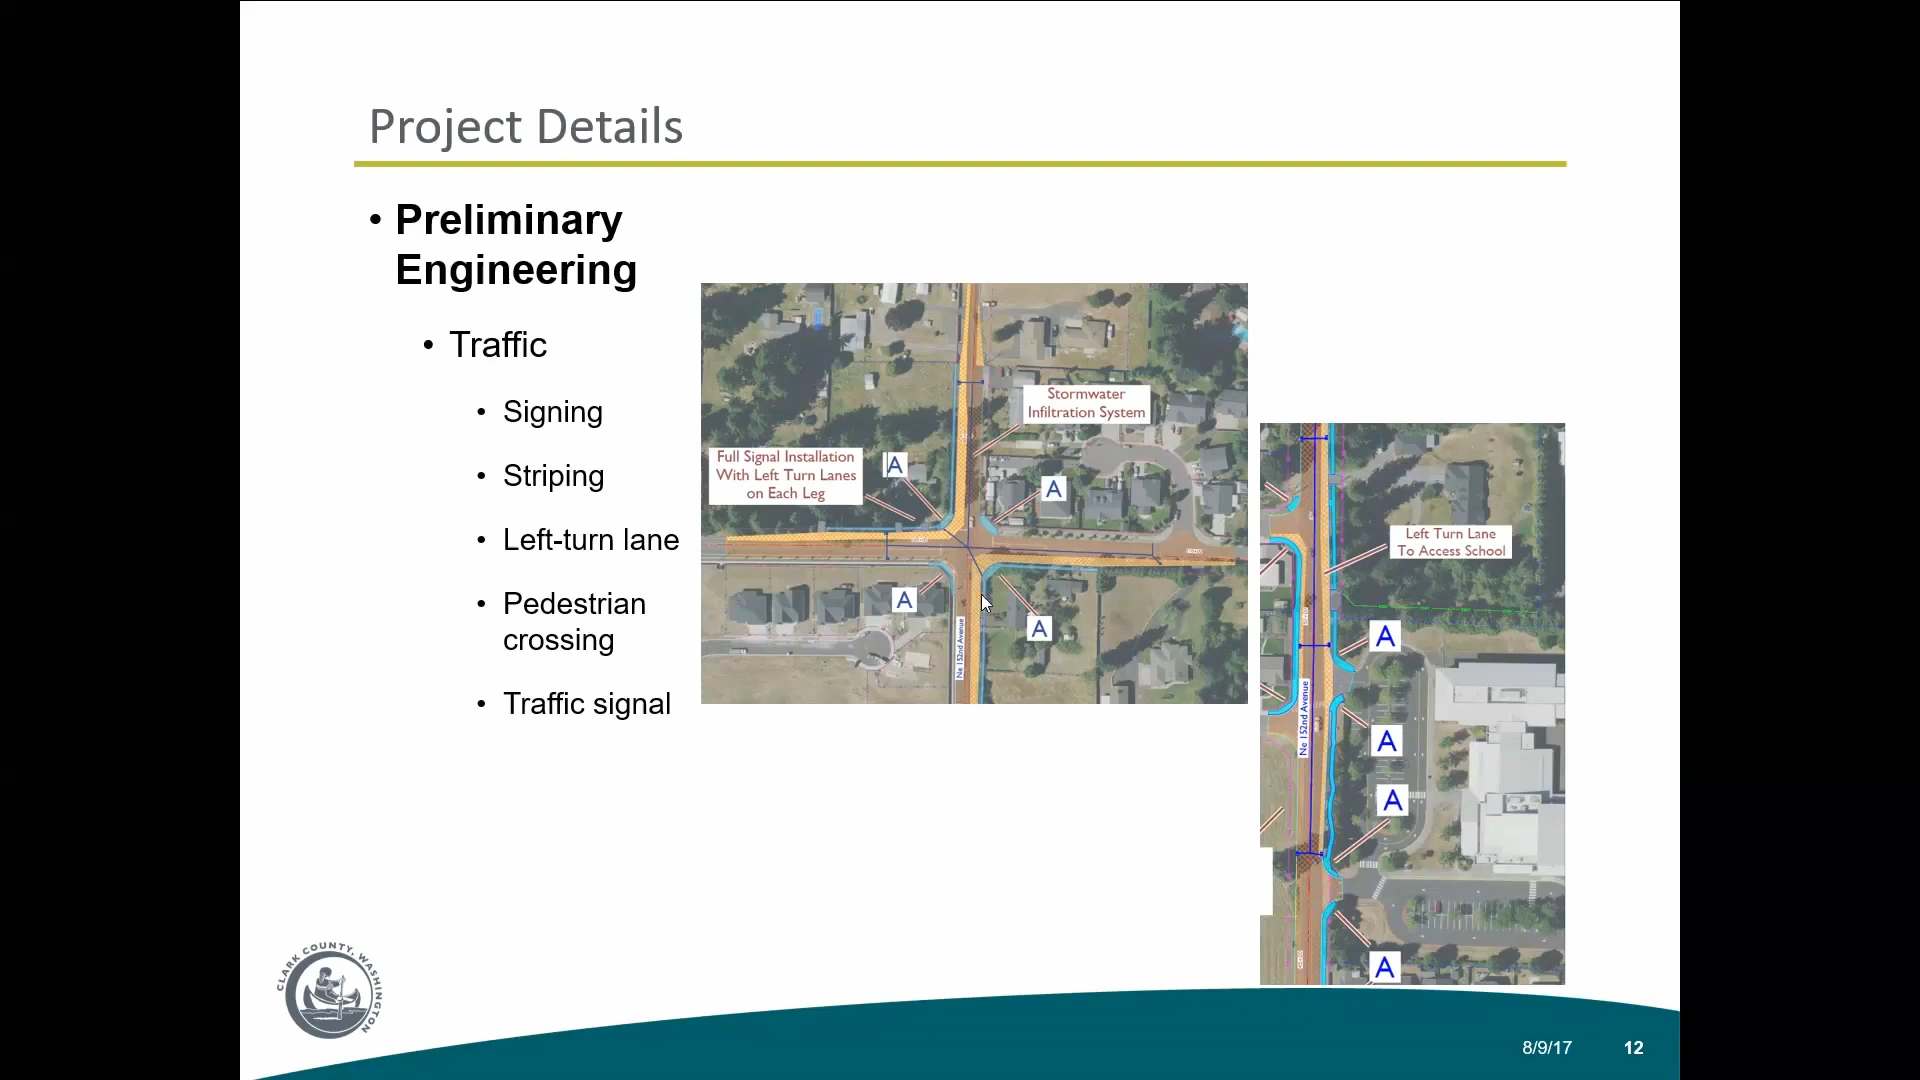 Project Details
• Preliminary
Engineering
• Traffic
• Signing
• Striping
• Left-turn lane
• Pedestrian
crossing
• Traffic signal
Stormwater
Infiltration System
Full Signal Installation
With Left Turn Lanes
on Each Leg
A
A
A
A
Ne 152nd Avenue
Left Turn Lane
To Access School
A
A
A
A
Ne 152nd Avenue
CLARK COUNTY, WASHINGTON
8/9/17
12